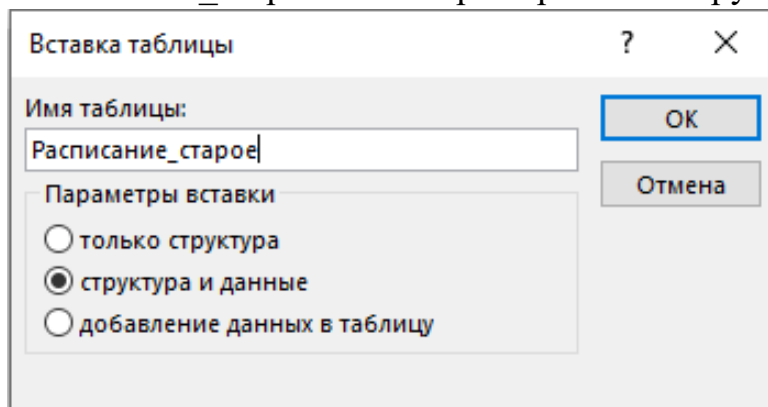 Вставка таблицы ? ×
Имя таблицы:
Расписание_старое
OK
Отмена
Параметры вставки
только структура
структура и данные
добавление данных в таблицу